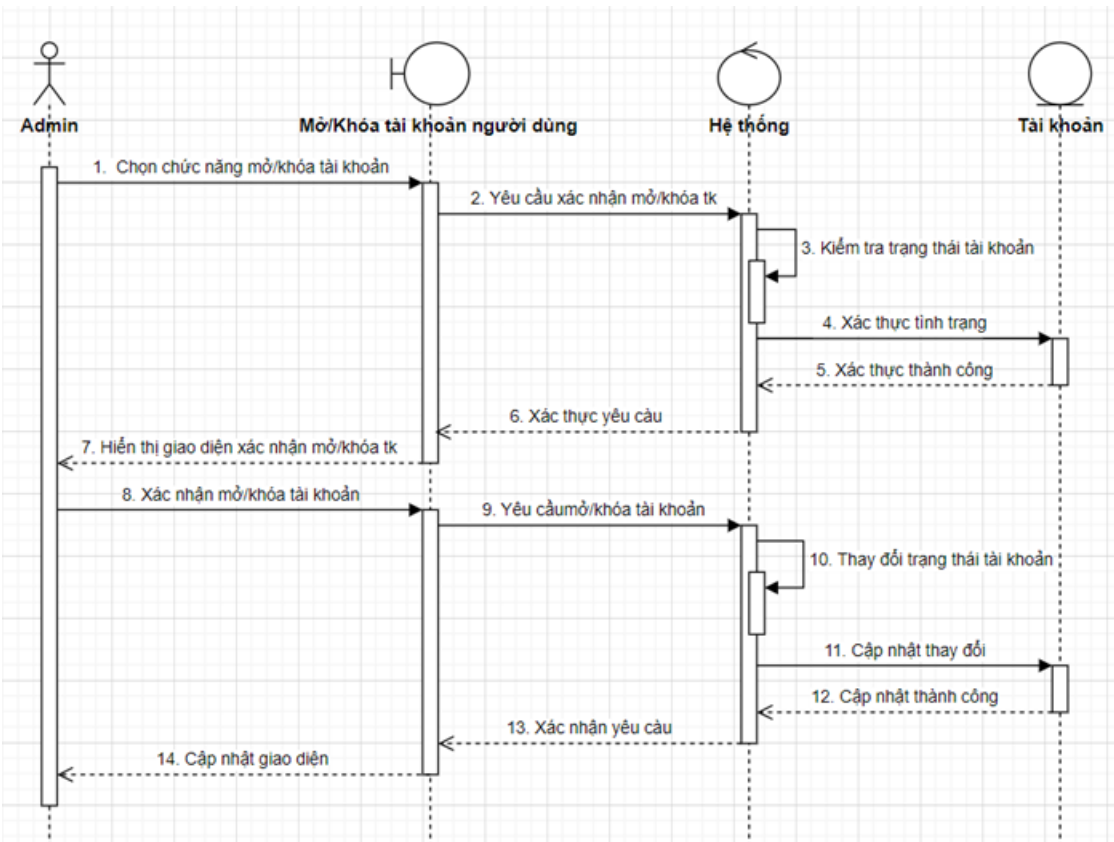 Admin
Mở/Khóa tài khoản người dùng
Hệ thống
Tài khoản
1. Chọn chức năng mở/khóa tài khoản
2. Yêu cầu xác nhận mở/khóa tk
3. Kiểm tra trạng thái tài khoản
4. Xác thực tình trạng
5. Xác thực thành công
6. Xác thực yêu càu
7. Hiển thị giao diện xác nhận mở/khóa tk
8. Xác nhận mở/khóa tài khoản
9. Yêu cầumở/khóa tài khoản
10. Thay đổi trạng thái tài khoản
11. Cập nhật thay đổi
12. Cập nhật thành công
13. Xác nhận yêu càu
14. Cập nhật giao diện